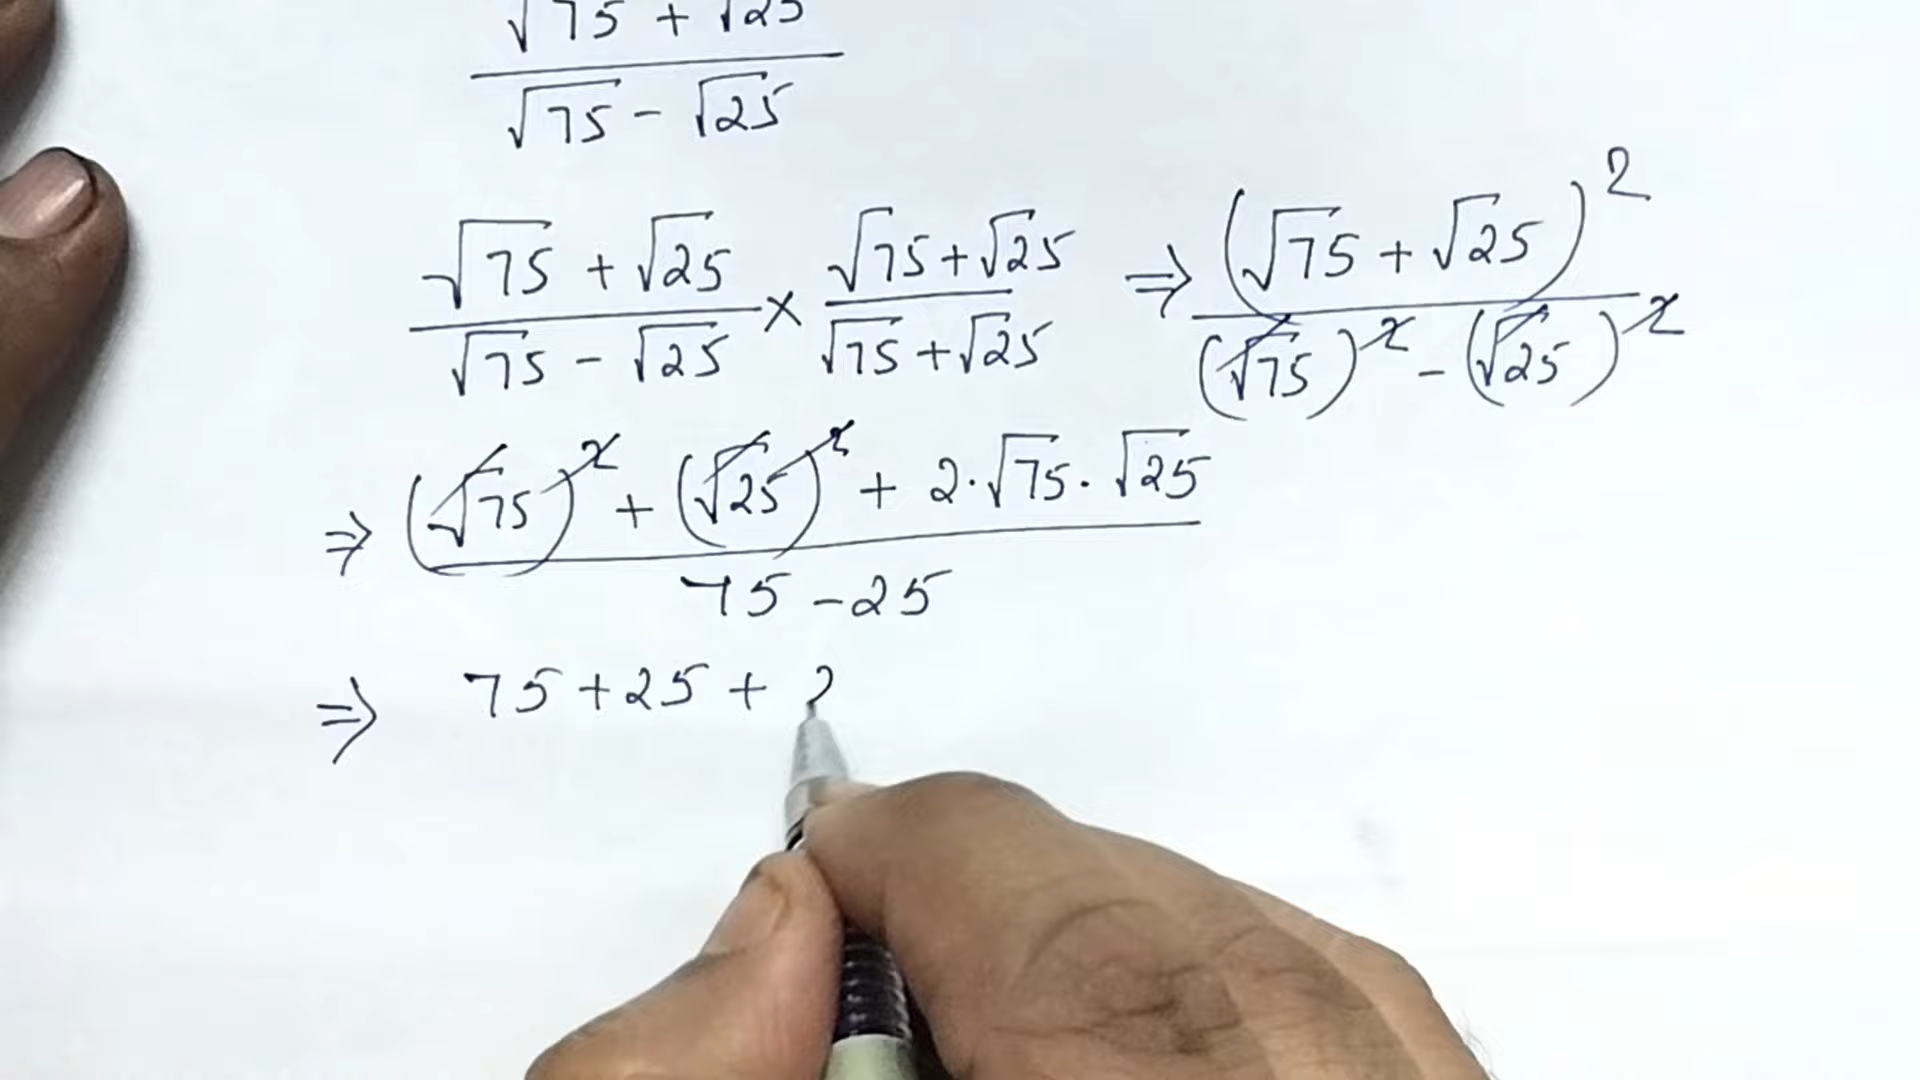 √75 + √25
√75 - √25
√75 + √25 / √75 - √25 × √75 + √25 / √75 + √25 ⇒ (√75 + √25)² / (√75)² - (√25)²
⇒ (√75)² + (√25)² + 2·√75·√25
75 - 25
⇒ 75 + 25 + 2